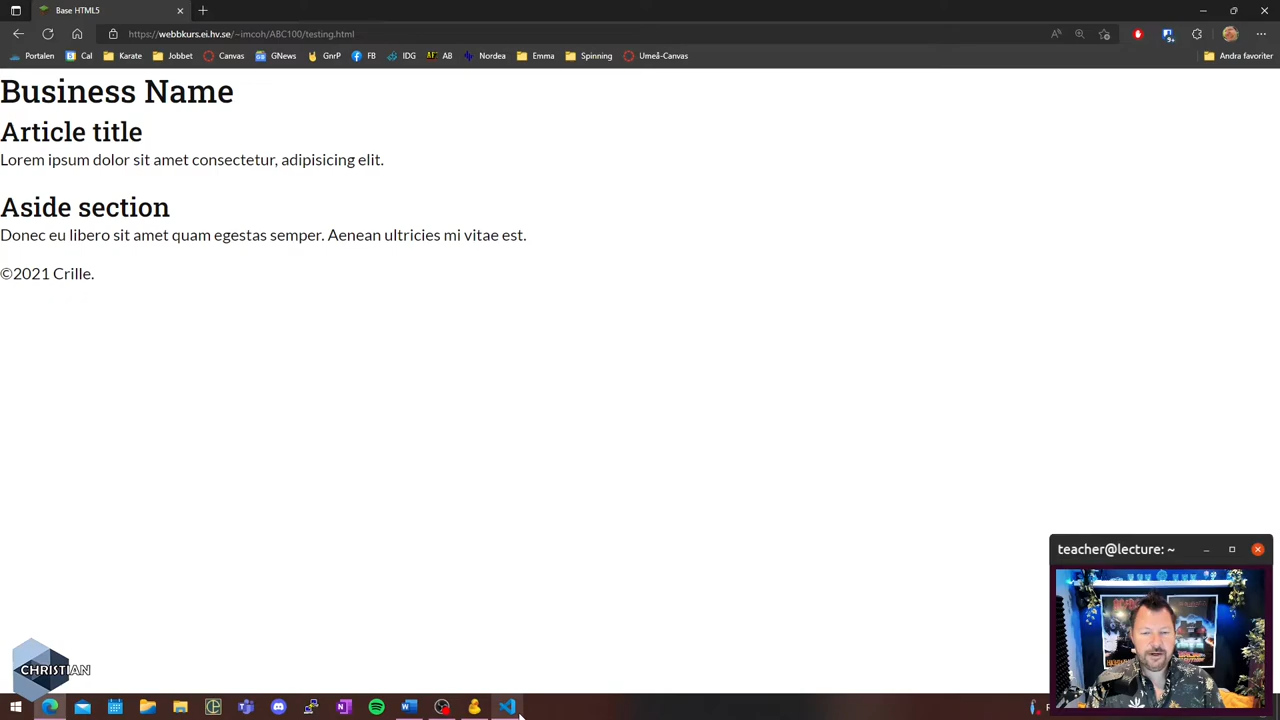 Base HTML5
https://webbkurs.ei.hv.se/~imcoh/ABC100/testing.html
Portalen Cal Karate Jobbet Canvas GNews GnrP FB IDG AB Nordea Emma Spinning Umeå-Canvas Andra favoriter
Business Name
Article title
Lorem ipsum dolor sit amet consectetur, adipisicing elit.
Aside section
Donec eu libero sit amet quam egestas semper. Aenean ultricies mi vitae est.
©2021 Crille.
teacher@lecture: ~
CHRISTIAN